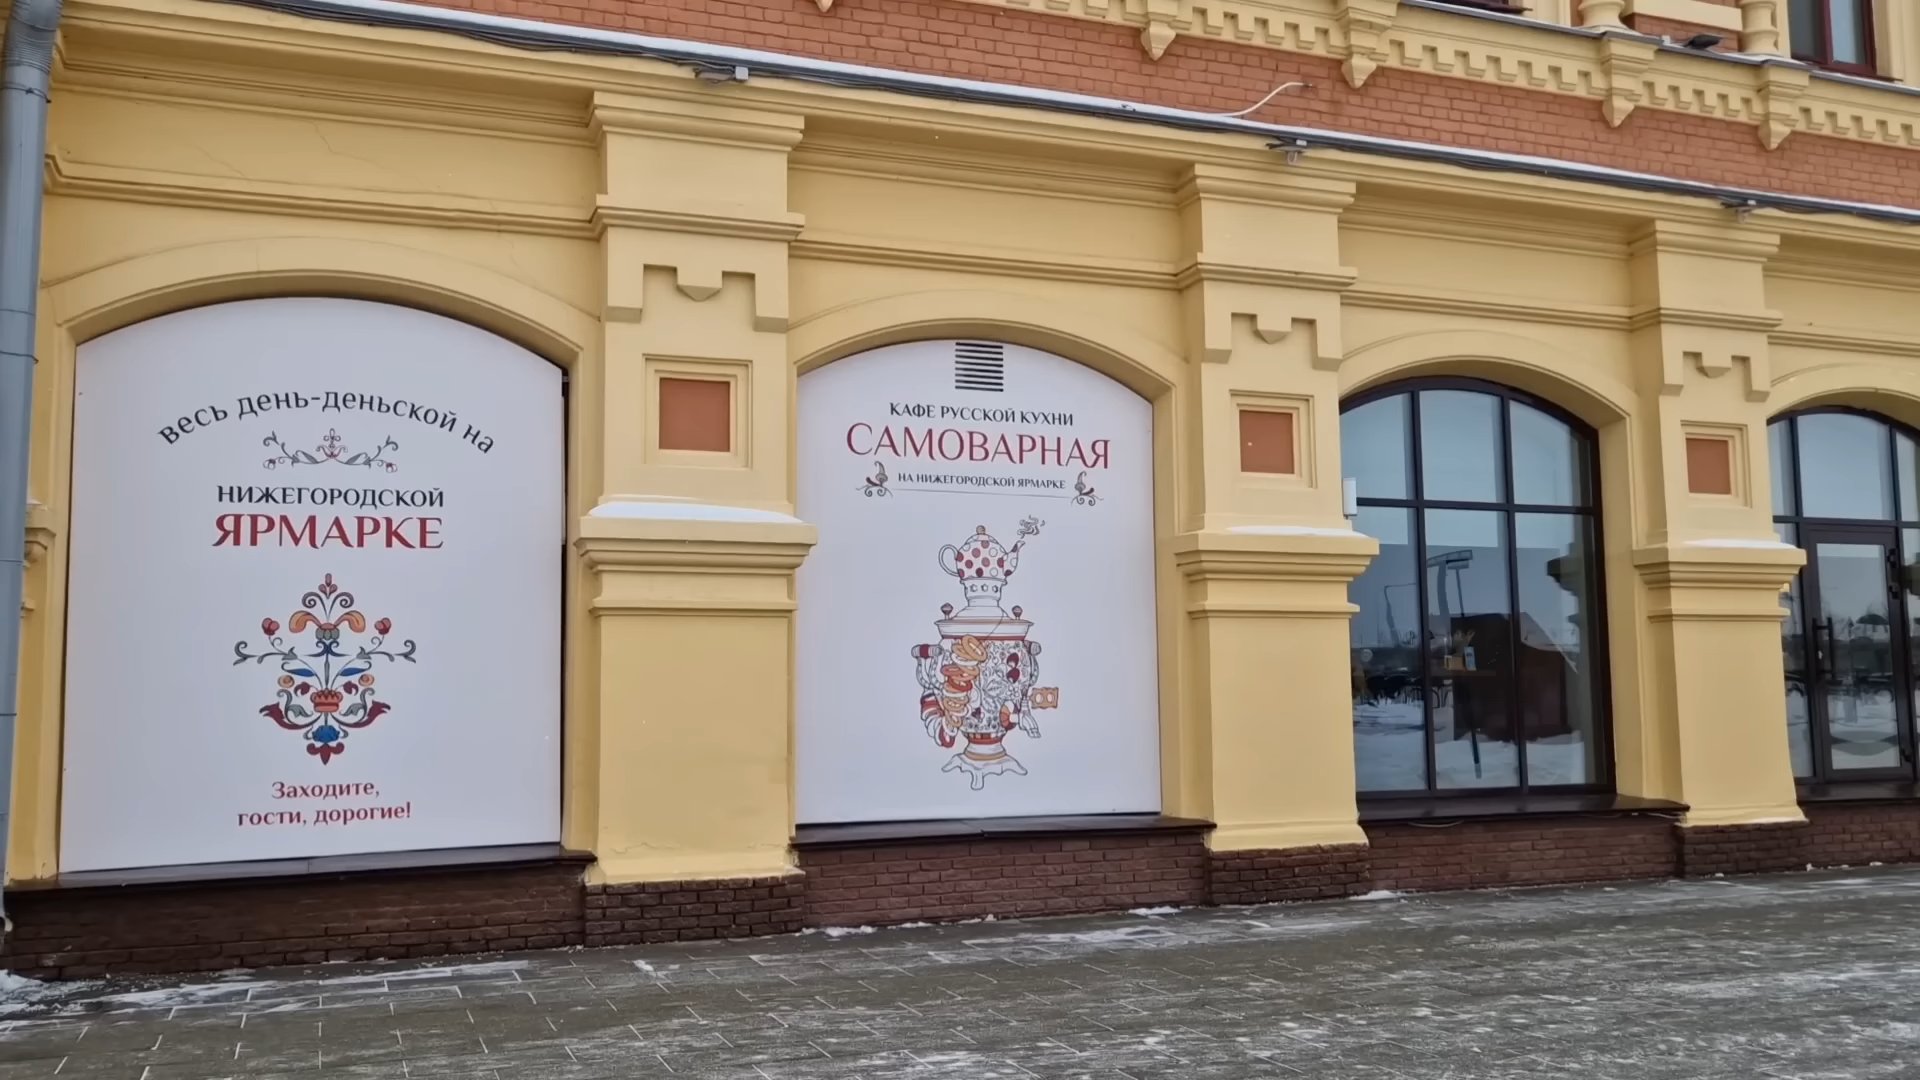 весь день-деньской на
НИЖЕГОРОДСКОЙ
ЯРМАРКЕ
Заходите,
гости, дорогие!
КАФЕ РУССКОЙ КУХНИ
САМОВАРНАЯ
НА НИЖЕГОРОДСКОЙ ЯРМАРКЕ